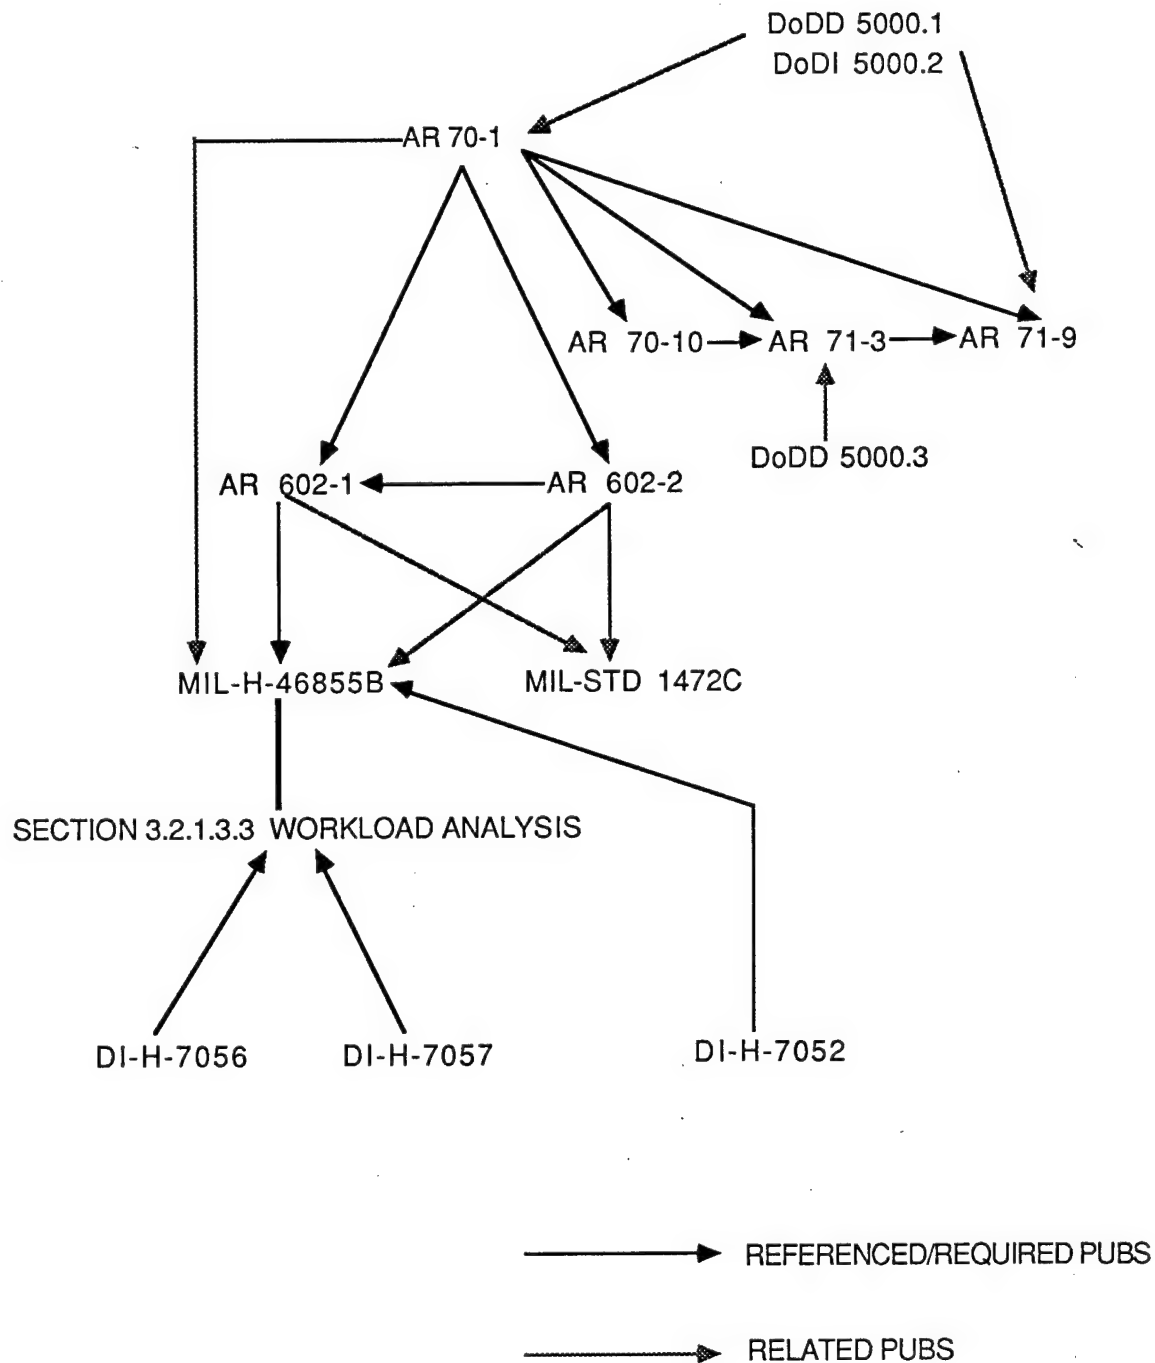 DoDD 5000.1
DoDI 5000.2
AR 70-1
AR 70-10
AR 71-3
AR 71-9
DoDD 5000.3
AR 602-1
AR 602-2
MIL-H-46855B
MIL-STD 1472C
SECTION 3.2.1.3.3 WORKLOAD ANALYSIS
DI-H-7056
DI-H-7057
DI-H-7052
REFERENCED/REQUIRED PUBS
RELATED PUBS